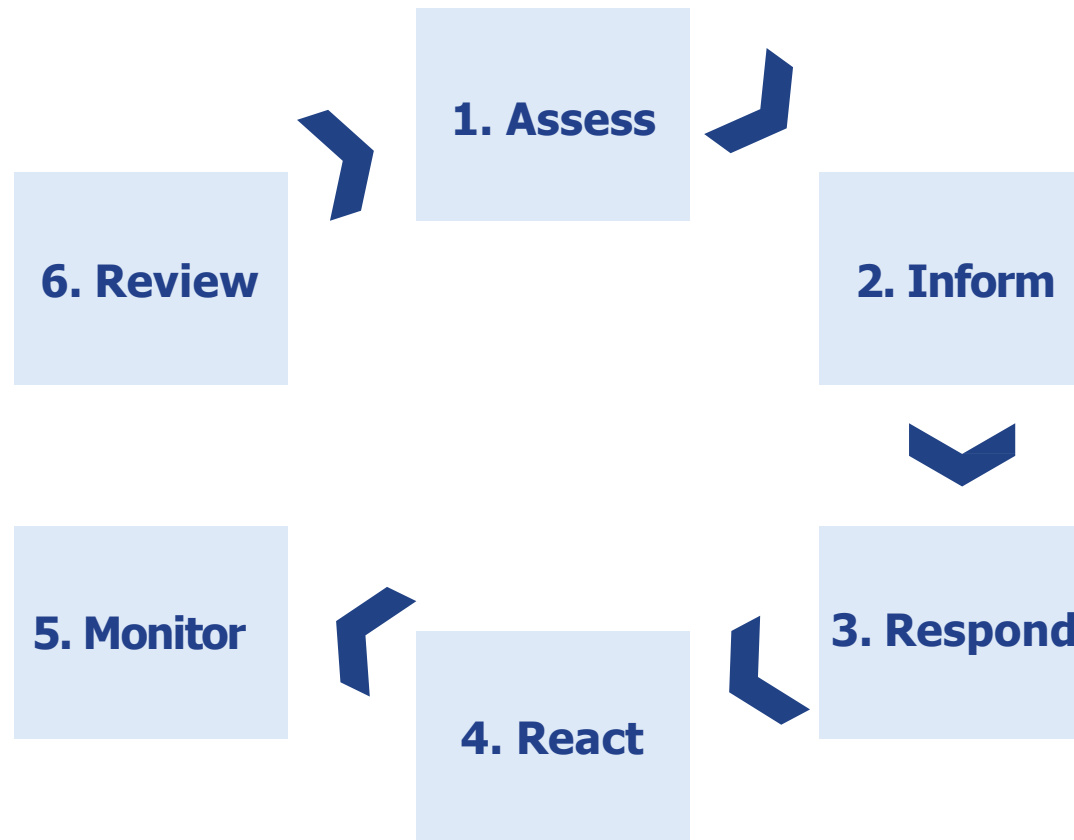 1. Assess
2. Inform
3. Respond
4. React
5. Monitor
6. Review